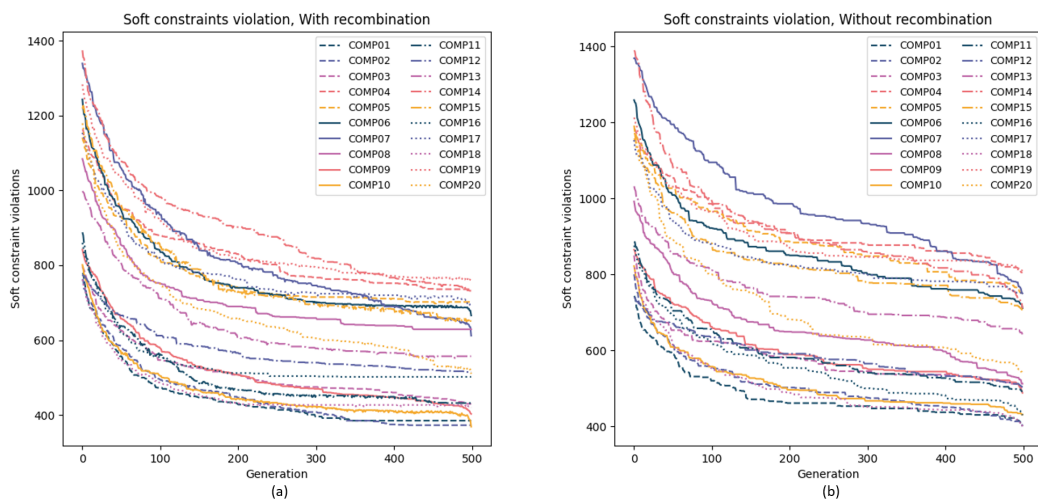 Soft constraints violation, With recombination
1400
1200
1000
800
600
400
Soft constraint violations
COMP01
COMP02
COMP03
COMP04
COMP05
COMP06
COMP07
COMP08
COMP09
COMP10
COMP11
COMP12
COMP13
COMP14
COMP15
COMP16
COMP17
COMP18
COMP19
COMP20
0 100 200 300 400 500
Generation
(a)
Soft constraints violation, Without recombination
1400
1200
1000
800
600
400
Soft constraint violations
COMP01
COMP02
COMP03
COMP04
COMP05
COMP06
COMP07
COMP08
COMP09
COMP10
COMP11
COMP12
COMP13
COMP14
COMP15
COMP16
COMP17
COMP18
COMP19
COMP20
0 100 200 300 400 500
Generation
(b)